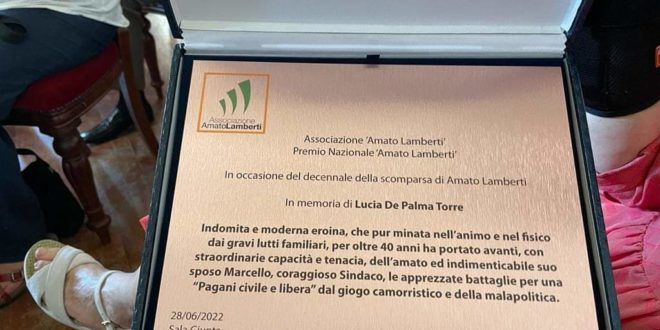 Associazione
AmatoLamberti
Associazione 'Amato Lamberti'
Premio Nazionale 'Amato Lamberti'
In occasione del decennale della scomparsa di Amato Lamberti
In memoria di Lucia De Palma Torre
Indomita e moderna eroina, che pur minata nell'animo e nel fisico
dai gravi lutti familiari, per oltre 40 anni ha portato avanti, con
straordinarie capacità e tenacia, dell'amato ed indimenticabile suo
sposo Marcello, coraggioso Sindaco, le apprezzate battaglie per una
"Pagani civile e libera" dal giogo camorristico e della malapolitica.
28/06/2022
Sala Giunta